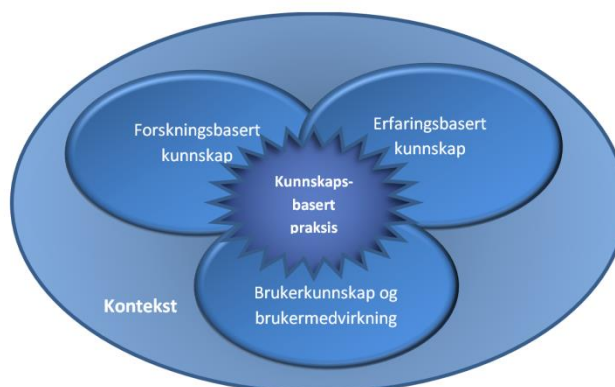 Forskningsbasert
kunnskap
Erfaringsbasert
kunnskap
Kunnskaps-
basert
praksis
Kontekst
Brukerkunnskap og
brukermedvirkning